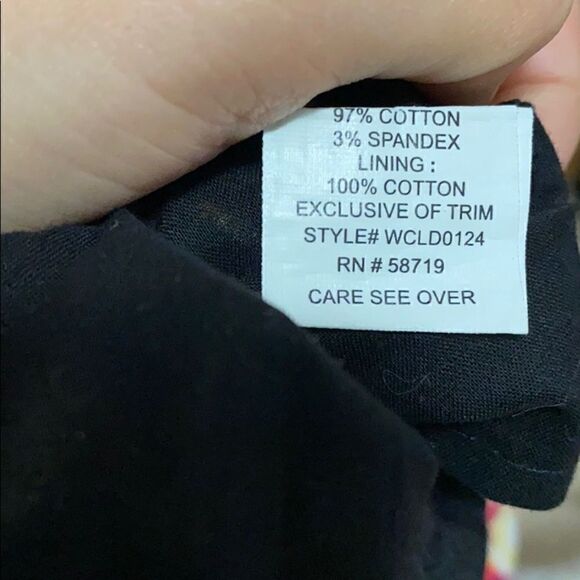 97% COTTON
3% SPANDEX
LINING :
100% COTTON
EXCLUSIVE OF TRIM
STYLE# WCLD0124
RN # 58719
CARE SEE OVER